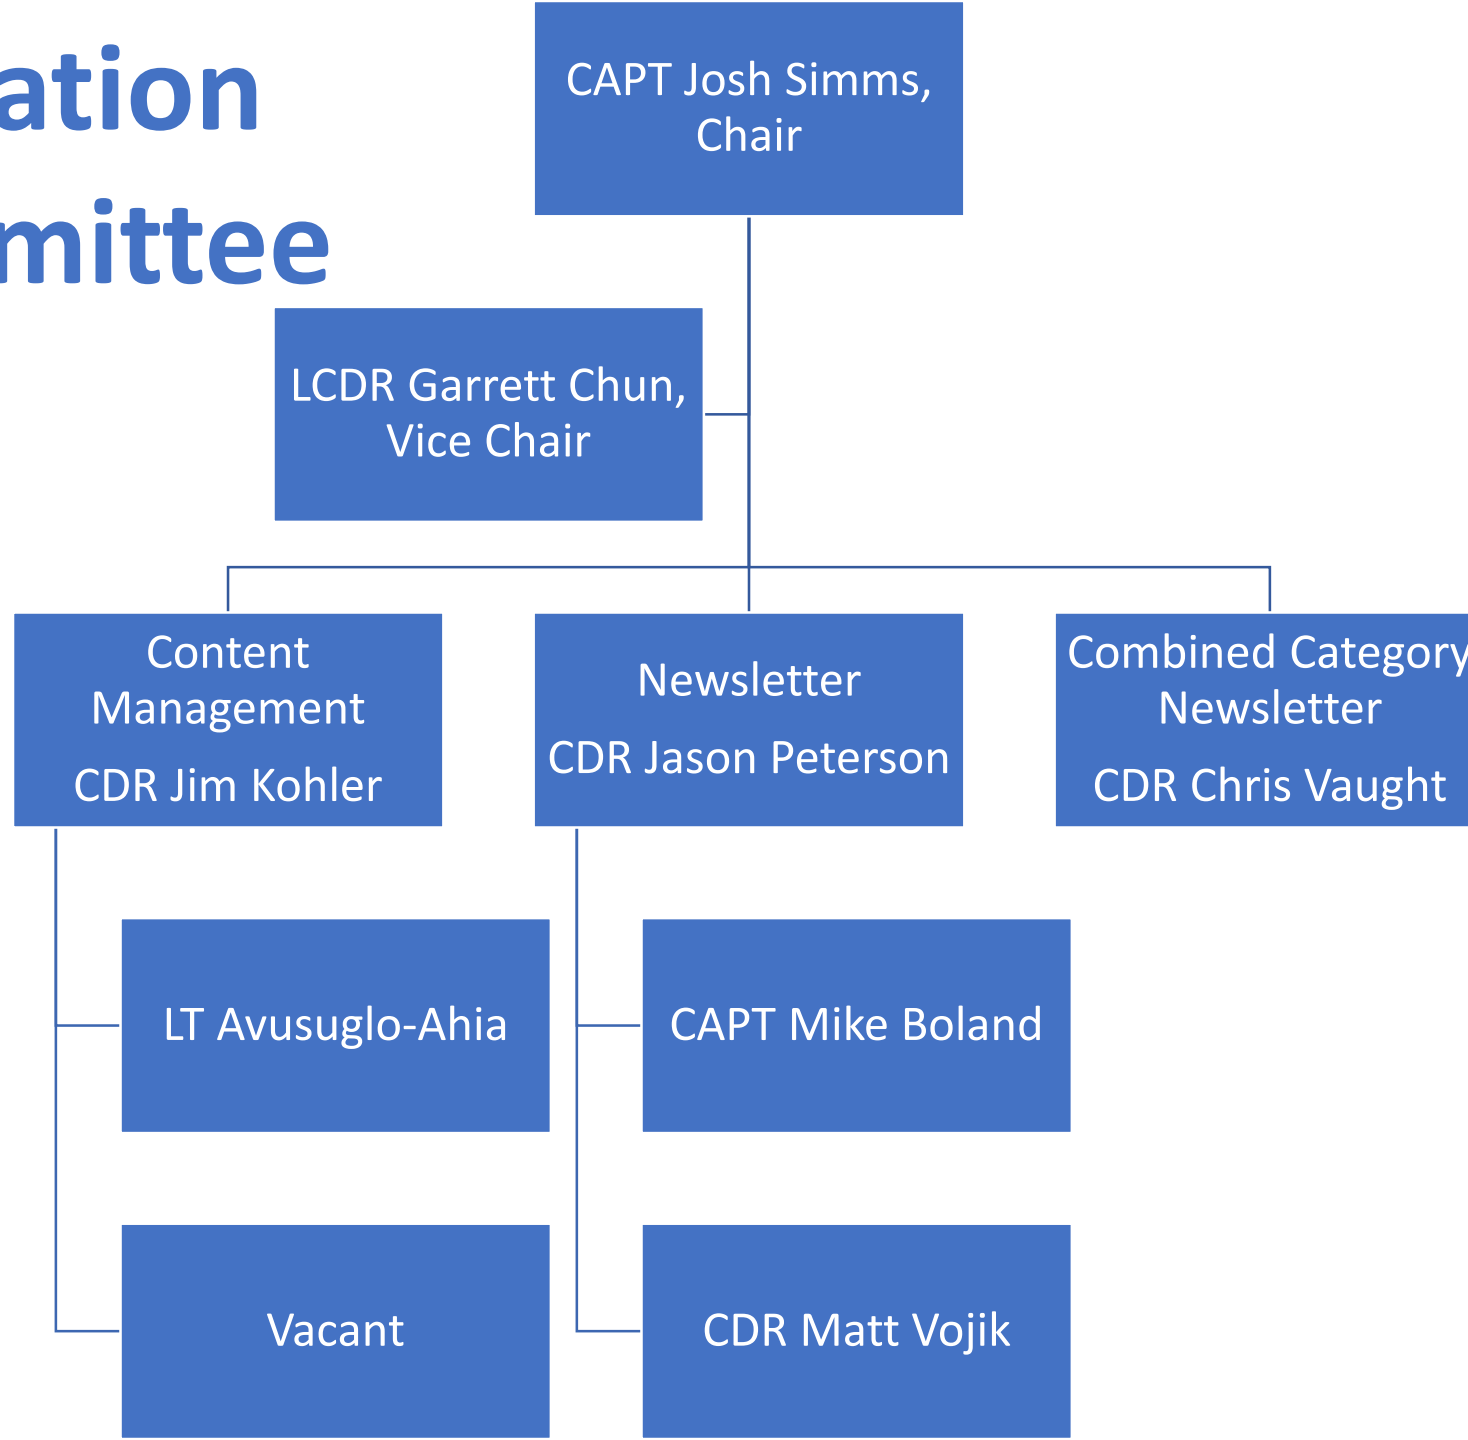 ation
mittee
CAPT Josh Simms,
Chair
LCDR Garrett Chun,
Vice Chair
Content
Management
CDR Jim Kohler
Newsletter
CDR Jason Peterson
Combined Category
Newsletter
CDR Chris Vaught
LT Avusuglo-Ahia
CAPT Mike Boland
Vacant
CDR Matt Vojik